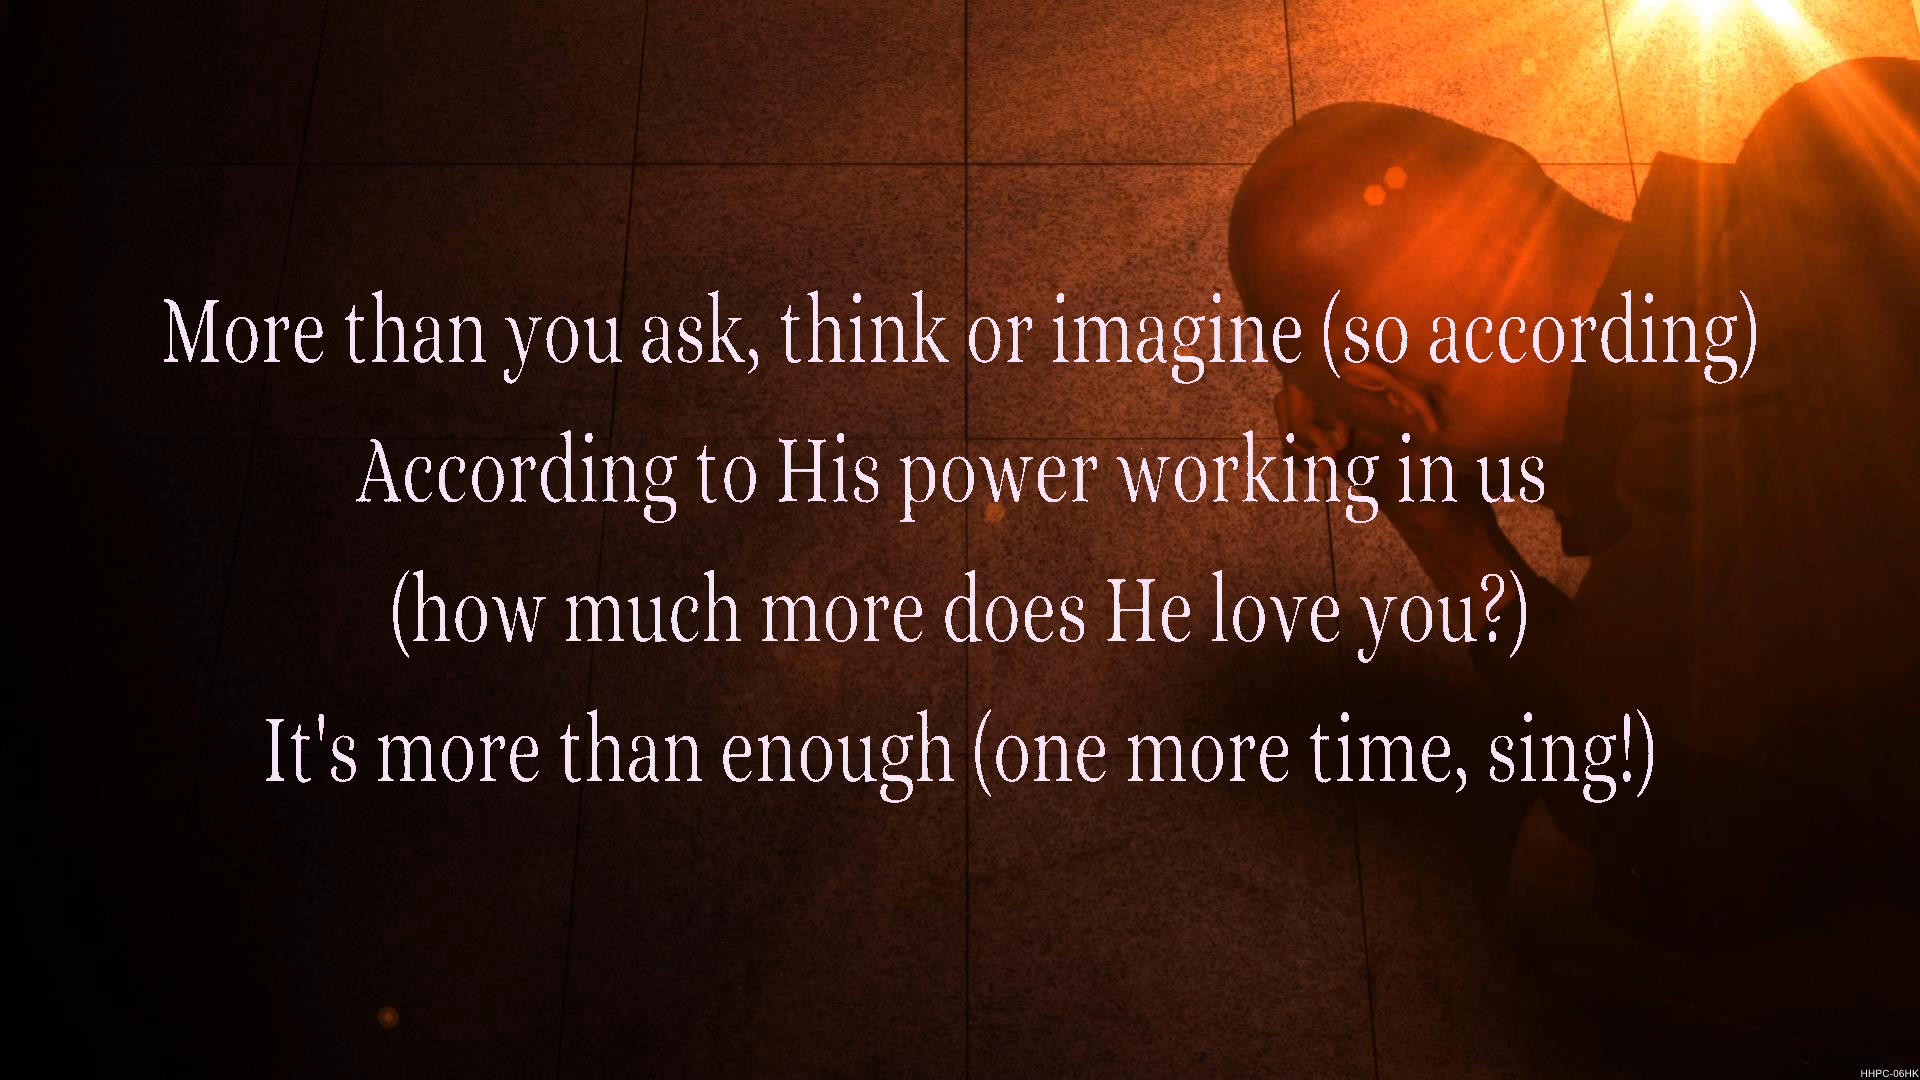 More than you ask, think or imagine (so according)
According to His power working in us
(how much more does He love you?)
It's more than enough (one more time, sing!)
HHPC-06HK